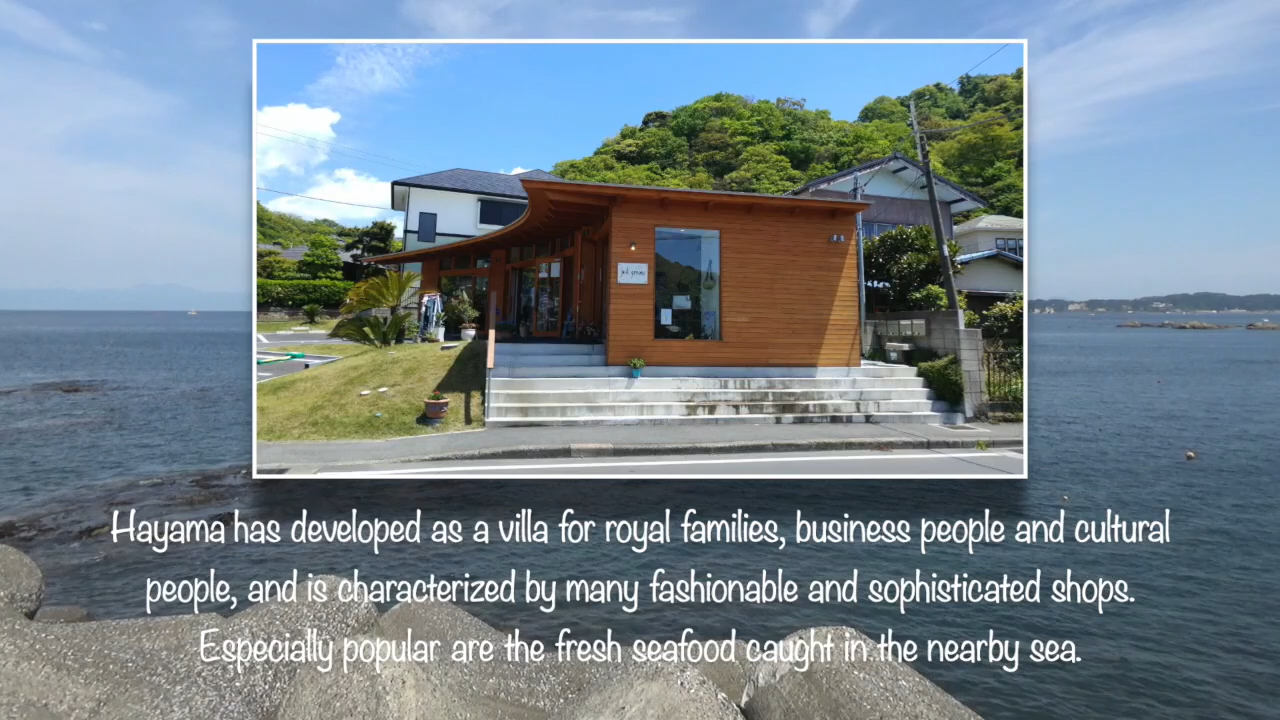 Hayama has developed as a villa for royal families, business people and cultural
people, and is characterized by many fashionable and sophisticated shops.
Especially popular are the fresh seafood caught in the nearby sea.